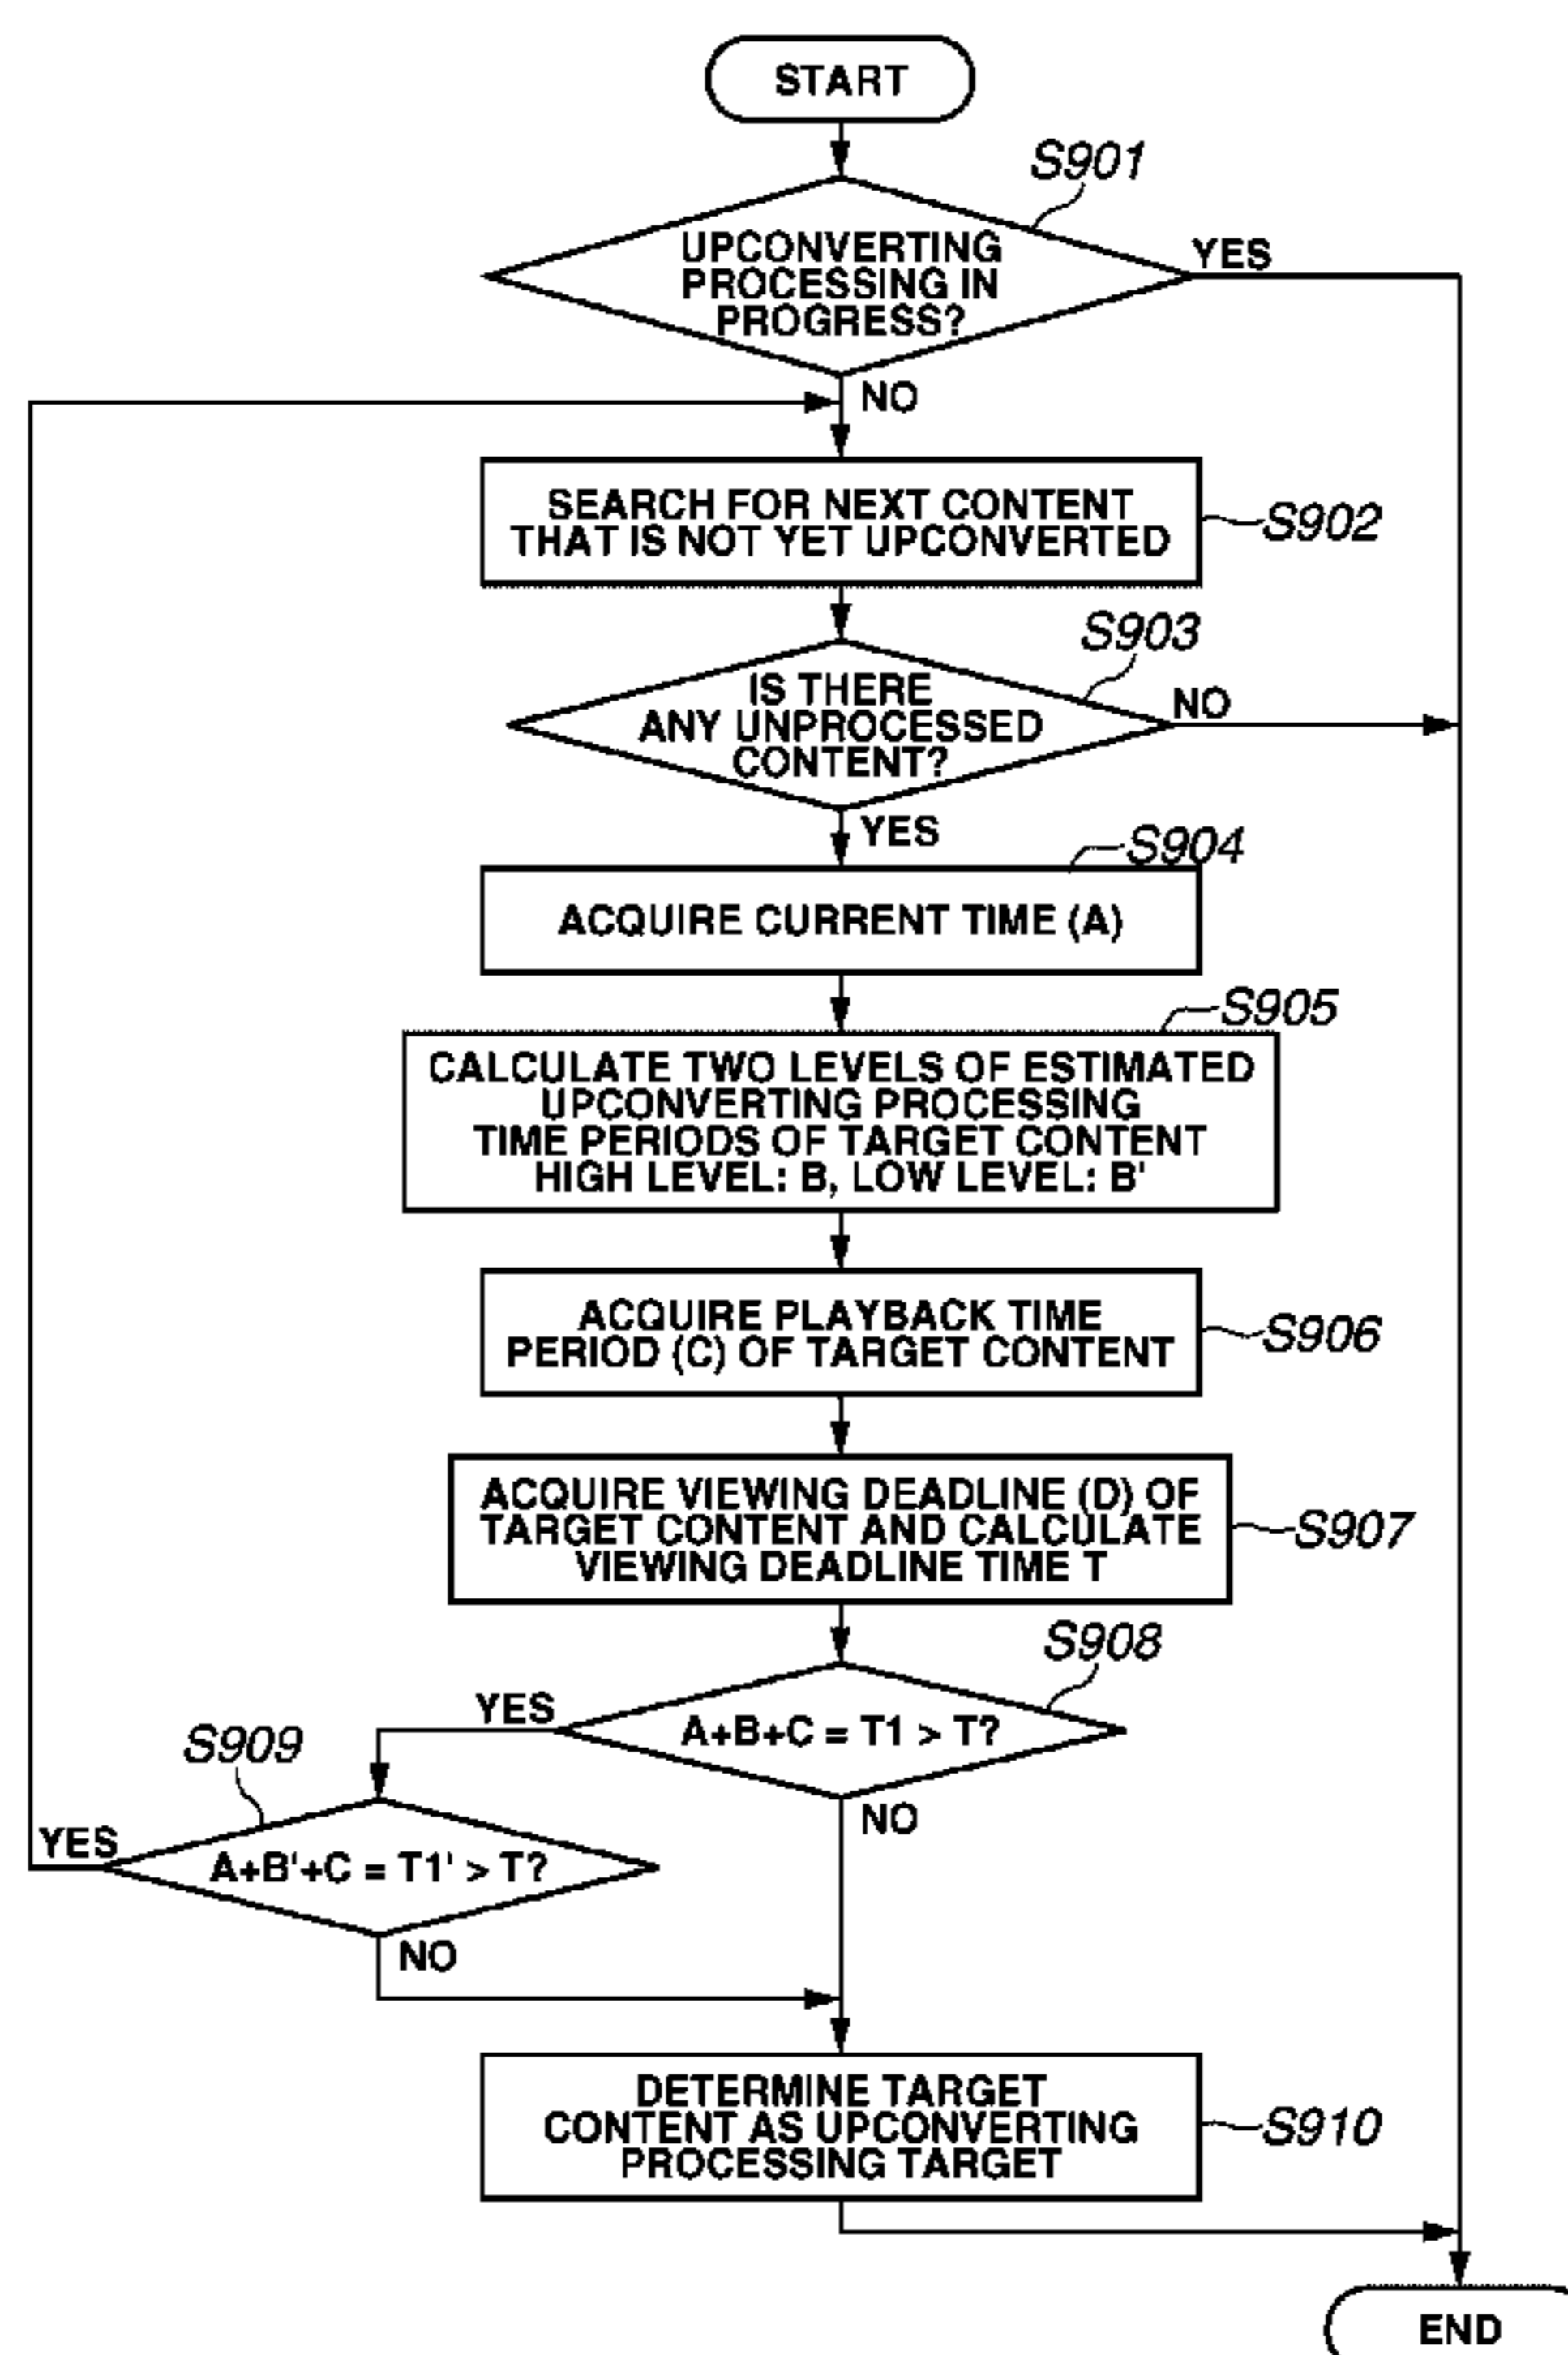 START
S901
UPCONVERTING
PROCESSING IN
PROGRESS?
YES
NO
SEARCH FOR NEXT CONTENT
THAT IS NOT YET UPCONVERTED
S902
S903
IS THERE
ANY UNPROCESSED
CONTENT?
NO
YES
S904
ACQUIRE CURRENT TIME (A)
S905
CALCULATE TWO LEVELS OF ESTIMATED
UPCONVERTING PROCESSING
TIME PERIODS OF TARGET CONTENT
HIGH LEVEL: B, LOW LEVEL: B'
ACQUIRE PLAYBACK TIME
PERIOD (C) OF TARGET CONTENT
S906
ACQUIRE VIEWING DEADLINE (D) OF
TARGET CONTENT AND CALCULATE
VIEWING DEADLINE TIME T
S907
S908
YES
A+B+C = T1 > T?
NO
S909
YES
A+B'+C = T1' > T?
NO
DETERMINE TARGET
CONTENT AS UPCONVERTING
PROCESSING TARGET
S910
END